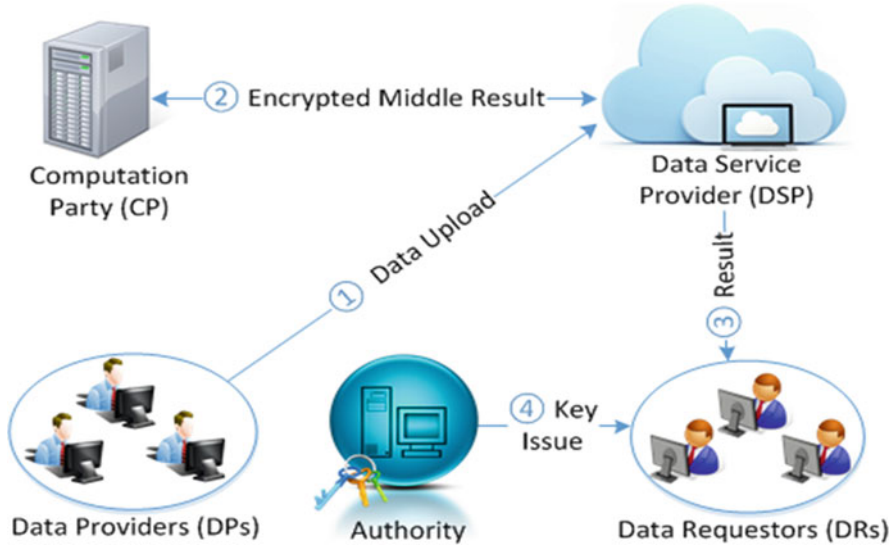 ② Encrypted Middle Result
Computation
Party (CP)
Data Service
Provider (DSP)
① Data Upload
③ Result
④ Key
Issue
Data Providers (DPs)
Authority
Data Requestors (DRs)